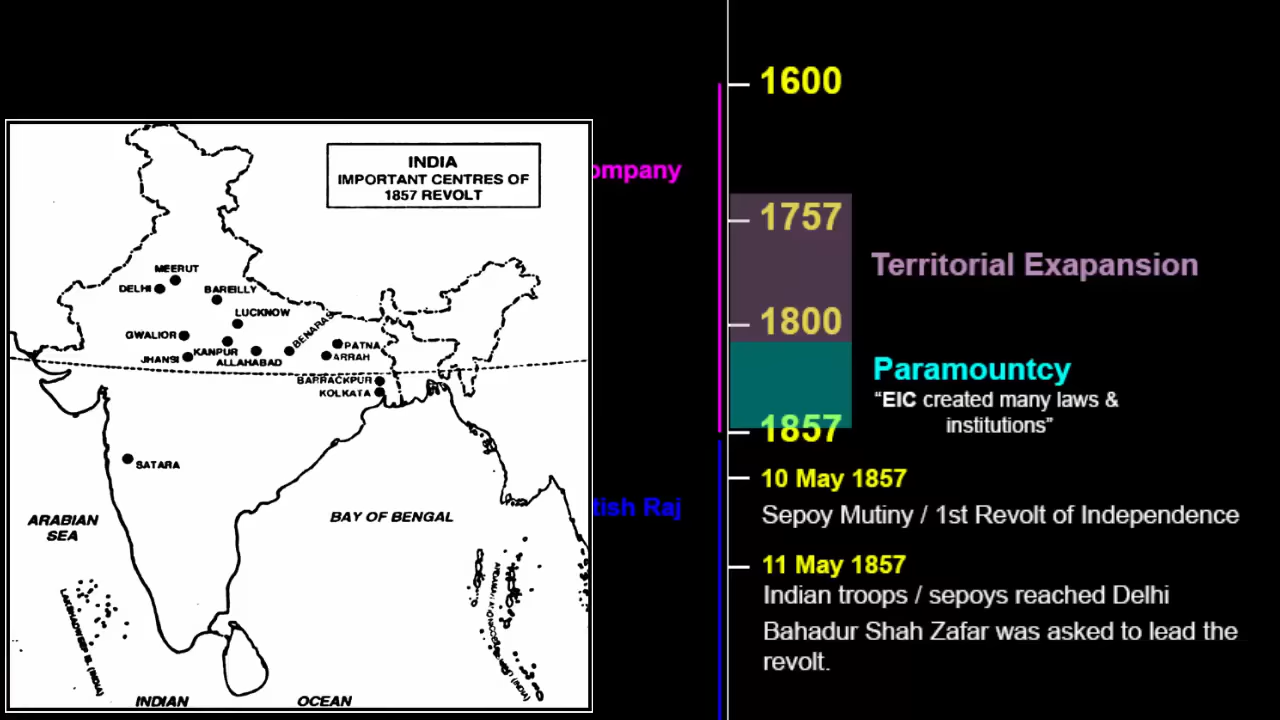 INDIA
IMPORTANT CENTRES OF
1857 REVOLT
MEERUT
DELHI
BAREILLY
LUCKNOW
GWALIOR
BENARAS
KANPUR
PATNA
JHANSI
ALLAHABAD
ARRAH
BARRACKPUR
KOLKATA
SATARA
ARABIAN
SEA
BAY OF BENGAL
LAKSHADWEEP IS. (INDIA)
INDIAN OCEAN
ompany
tish Raj
1600
1757
Territorial Exapansion
1800
Paramountcy
“EIC created many laws &
institutions”
1857
10 May 1857
Sepoy Mutiny / 1st Revolt of Independence
11 May 1857
Indian troops / sepoys reached Delhi
Bahadur Shah Zafar was asked to lead the
revolt.